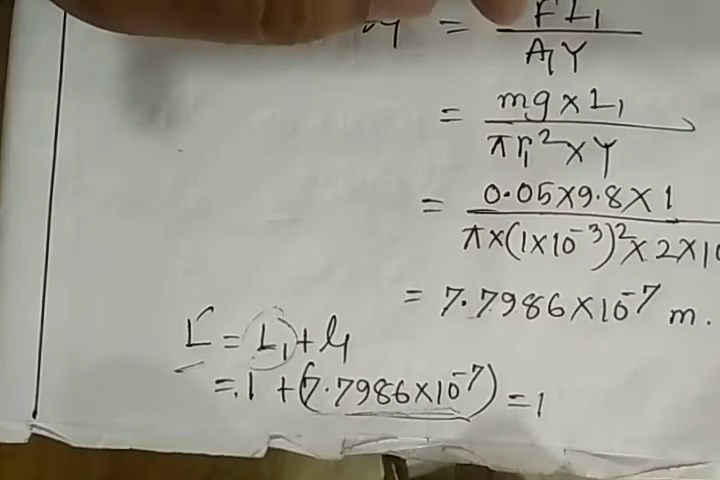 = FL₁
A₁Y
= mg×L₁
πr₁²×Y
= 0.05×9.8×1
π×(1×10⁻³)²×2×10
= 7.7986×10⁻⁷ m.
L' = L₁+l₁
= 1 + (7.7986×10⁻⁷) = 1